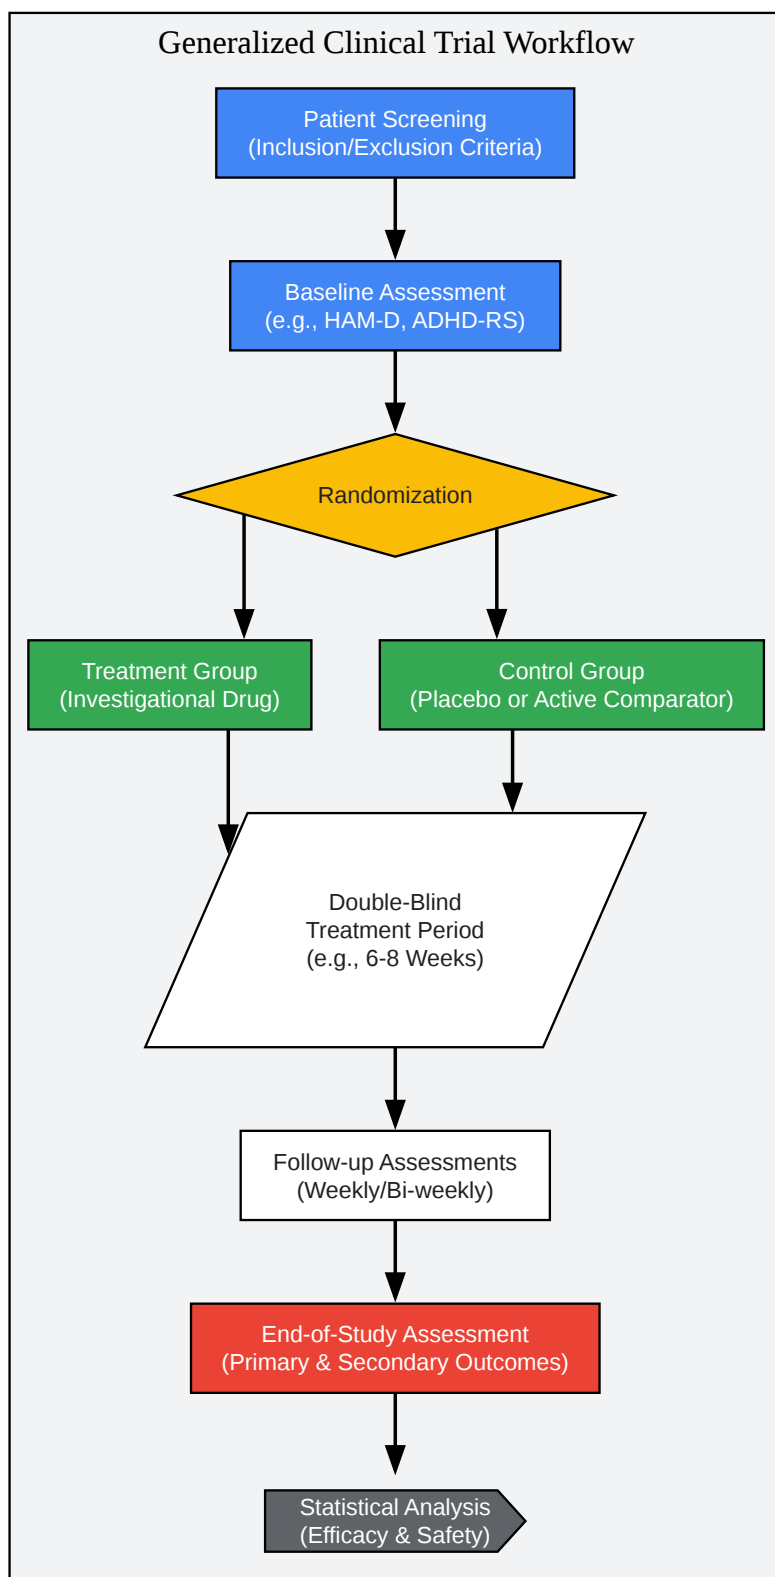 Generalized Clinical Trial Workflow
Patient Screening
(Inclusion/Exclusion Criteria)
Baseline Assessment
(e.g., HAM-D, ADHD-RS)
Randomization
Treatment Group
(Investigational Drug)
Control Group
(Placebo or Active Comparator)
Double-Blind
Treatment Period
(e.g., 6-8 Weeks)
Follow-up Assessments
(Weekly/Bi-weekly)
End-of-Study Assessment
(Primary & Secondary Outcomes)
Statistical Analysis
(Efficacy & Safety)